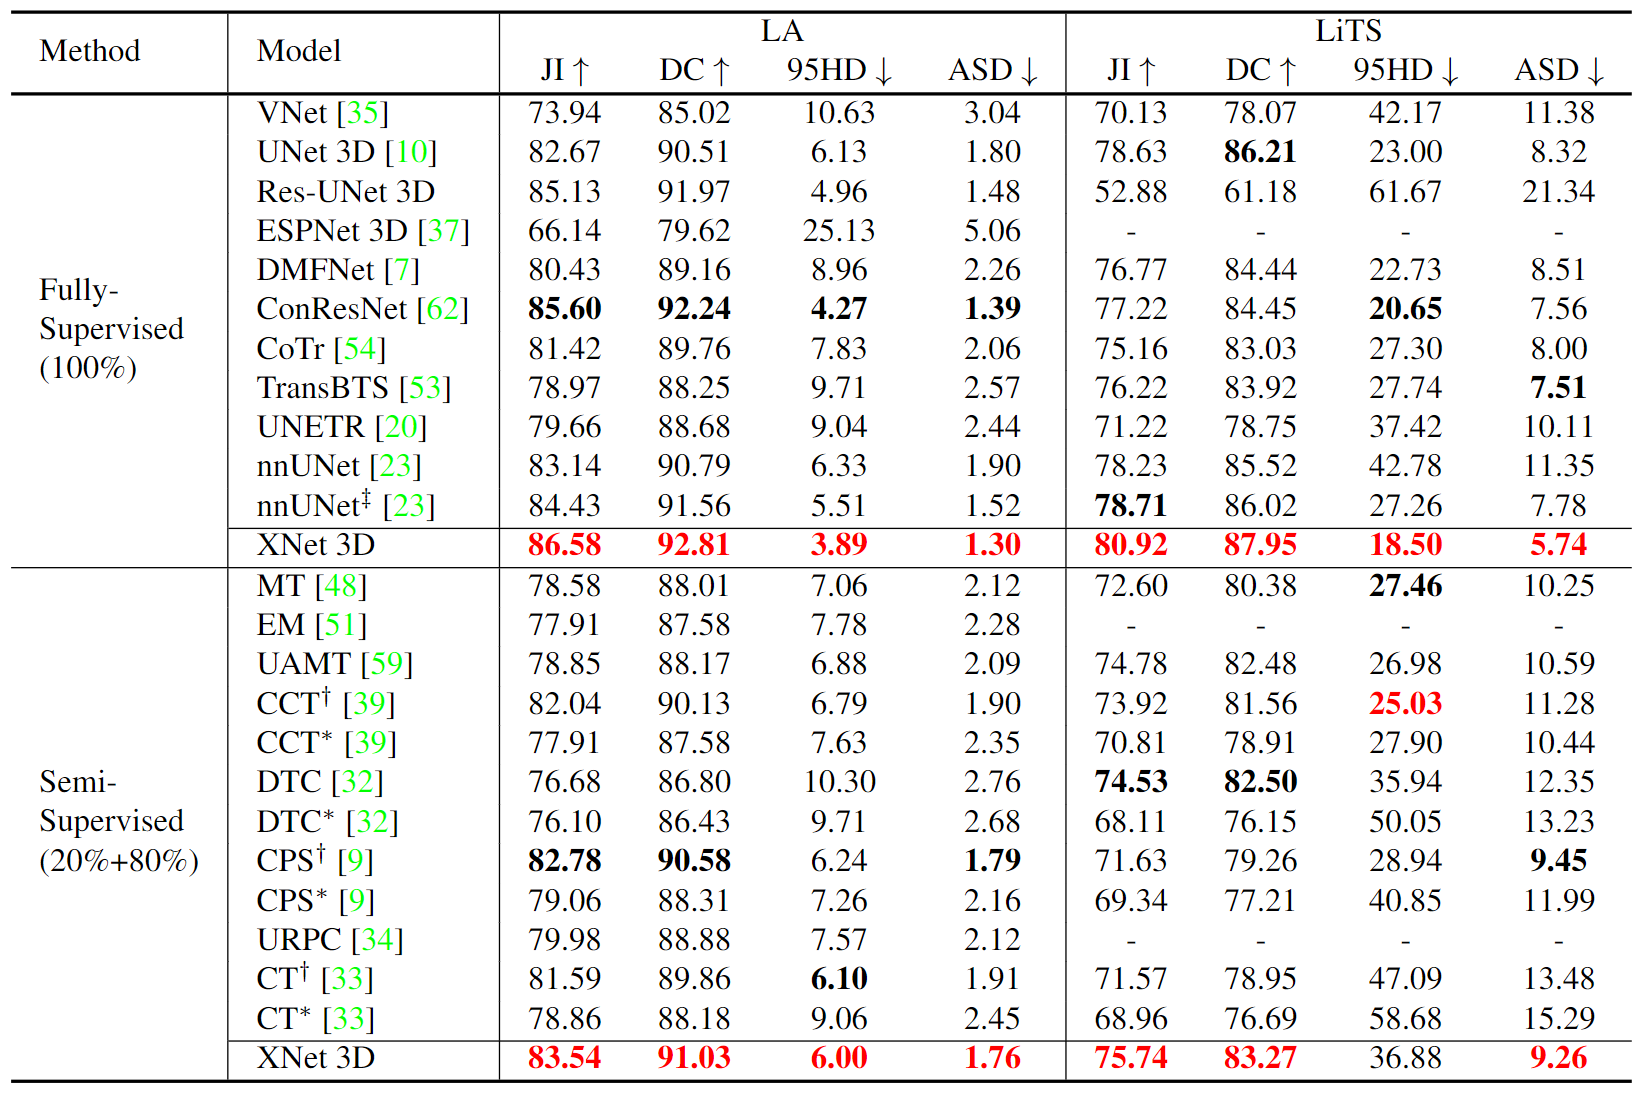 Method Model LA LiTS
JI ↑ DC ↑ 95HD ↓ ASD ↓ JI ↑ DC ↑ 95HD ↓ ASD ↓
Fully-Supervised (100%)
VNet [35] 73.94 85.02 10.63 3.04 70.13 78.07 42.17 11.38
UNet 3D [10] 82.67 90.51 6.13 1.80 78.63 86.21 23.00 8.32
Res-UNet 3D 85.13 91.97 4.96 1.48 52.88 61.18 61.67 21.34
ESPNet 3D [37] 66.14 79.62 25.13 5.06 - - - -
DMFNet [7] 80.43 89.16 8.96 2.26 76.77 84.44 22.73 8.51
ConResNet [62] 85.60 92.24 4.27 1.39 77.22 84.45 20.65 7.56
CoTr [54] 81.42 89.76 7.83 2.06 75.16 83.03 27.30 8.00
TransBTS [53] 78.97 88.25 9.71 2.57 76.22 83.92 27.74 7.51
UNETR [20] 79.66 88.68 9.04 2.44 71.22 78.75 37.42 10.11
nnUNet [23] 83.14 90.79 6.33 1.90 78.23 85.52 42.78 11.35
nnUNet‡ [23] 84.43 91.56 5.51 1.52 78.71 86.02 27.26 7.78
XNet 3D 86.58 92.81 3.89 1.30 80.92 87.95 18.50 5.74
Semi-Supervised (20%+80%)
MT [48] 78.58 88.01 7.06 2.12 72.60 80.38 27.46 10.25
EM [51] 77.91 87.58 7.78 2.28 - - - -
UAMT [59] 78.85 88.17 6.88 2.09 74.78 82.48 26.98 10.59
CCT† [39] 82.04 90.13 6.79 1.90 73.92 81.56 25.03 11.28
CCT* [39] 77.91 87.58 7.63 2.35 70.81 78.91 27.90 10.44
DTC [32] 76.68 86.80 10.30 2.76 74.53 82.50 35.94 12.35
DTC* [32] 76.10 86.43 9.71 2.68 68.11 76.15 50.05 13.23
CPS† [9] 82.78 90.58 6.24 1.79 71.63 79.26 28.94 9.45
CPS* [9] 79.06 88.31 7.26 2.16 69.34 77.21 40.85 11.99
URPC [34] 79.98 88.88 7.57 2.12 - - - -
CT† [33] 81.59 89.86 6.10 1.91 71.57 78.95 47.09 13.48
CT* [33] 78.86 88.18 9.06 2.45 68.96 76.69 58.68 15.29
XNet 3D 83.54 91.03 6.00 1.76 75.74 83.27 36.88 9.26